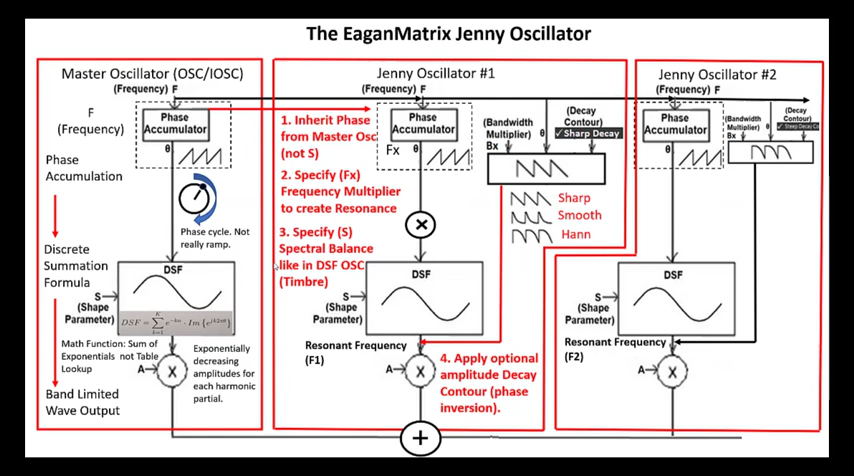 The EaganMatrix Jenny Oscillator
Master Oscillator (OSC/IOSC)
(Frequency) F
F
(Frequency)
Phase
Accumulator
θ
Phase
Accumulation
Phase cycle. Not
really ramp.
Discrete
Summation
Formula
DSF
S
(Shape
Parameter)
Math Function: Sum of
Exponentials not Table
Lookup
A
X
Exponentially
decreasing
amplitudes for
each harmonic
partial.
Band Limited
Wave Output
Jenny Oscillator #1
(Frequency) F
1. Inherit Phase
from Master Osc
(not S)
2. Specify (Fx)
Frequency Multiplier
to create Resonance
3. Specify (S)
Spectral Balance
like in DSF OSC
(Timbre)
Phase
Accumulator
Fx
θ
X
(Bandwidth
Multiplier)
Bx
θ
(Decay
Contour)
✓ Sharp Decay
Sharp
Smooth
Hann
DSF
S
(Shape
Parameter)
Resonant Frequency
(F1)
A
X
4. Apply optional
amplitude Decay
Contour (phase
inversion).
+
Jenny Oscillator #2
(Frequency) F
Phase
Accumulator
θ
(Bandwidth
Multiplier)
Bx
θ
(Decay
Contour)
DSF
S
(Shape
Parameter)
Resonant Frequency
(F2)
A
X